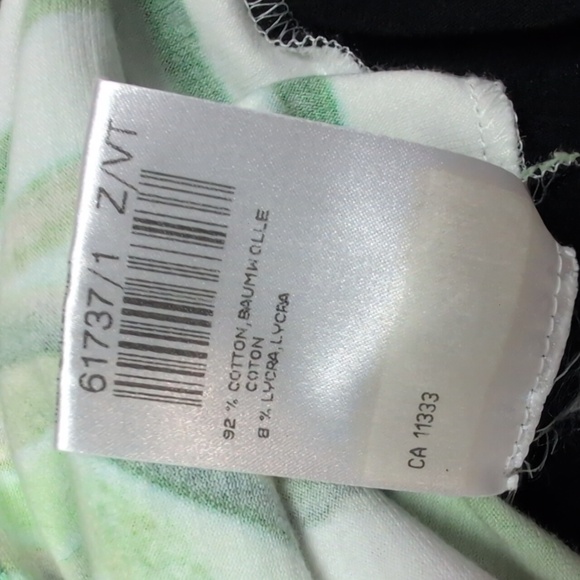 61737/1 Z/VT
92 % COTTON, BAUMWOLLE
COTON
8 % LYCRA, LYCRA
CA 11333